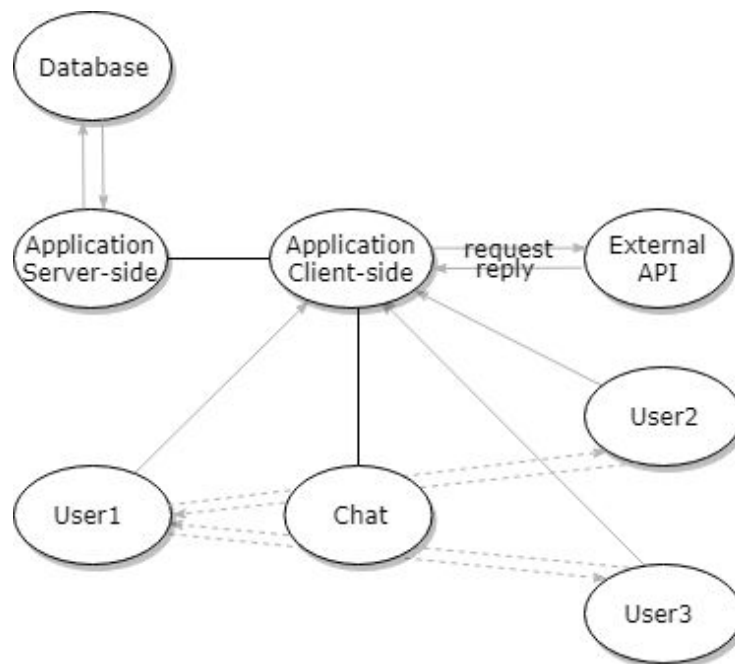 Database
Application
Server-side
Application
Client-side
request
reply
External
API
User2
User1
Chat
User3